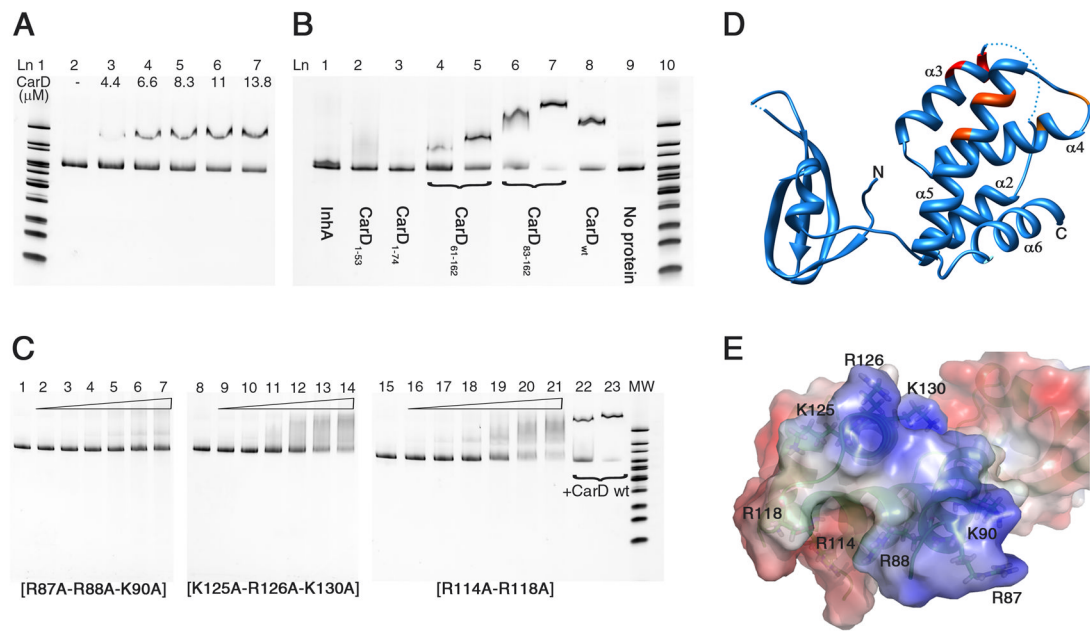 A
Ln 1 2 3 4 5 6 7
CarD - 4.4 6.6 8.3 11 13.8
(μM)
B
Ln 1 2 3 4 5 6 7 8 9 10
InhA
CarD1-53
CarD1-74
CarD61-162
CarD83-162
CarDwt
No protein
C
1 2 3 4 5 6 7
8 9 10 11 12 13 14
15 16 17 18 19 20 21 22 23 MW
+CarD wt
[R87A-R88A-K90A]
[K125A-R126A-K130A]
[R114A-R118A]
D
α3
α4
N
α5
α2
C
α6
E
R126
K130
K125
R118
K90
R114
R88
R87